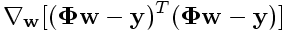 ∇_𝐰[(𝚽𝐰 − 𝐲)^T(𝚽𝐰 − 𝐲)]